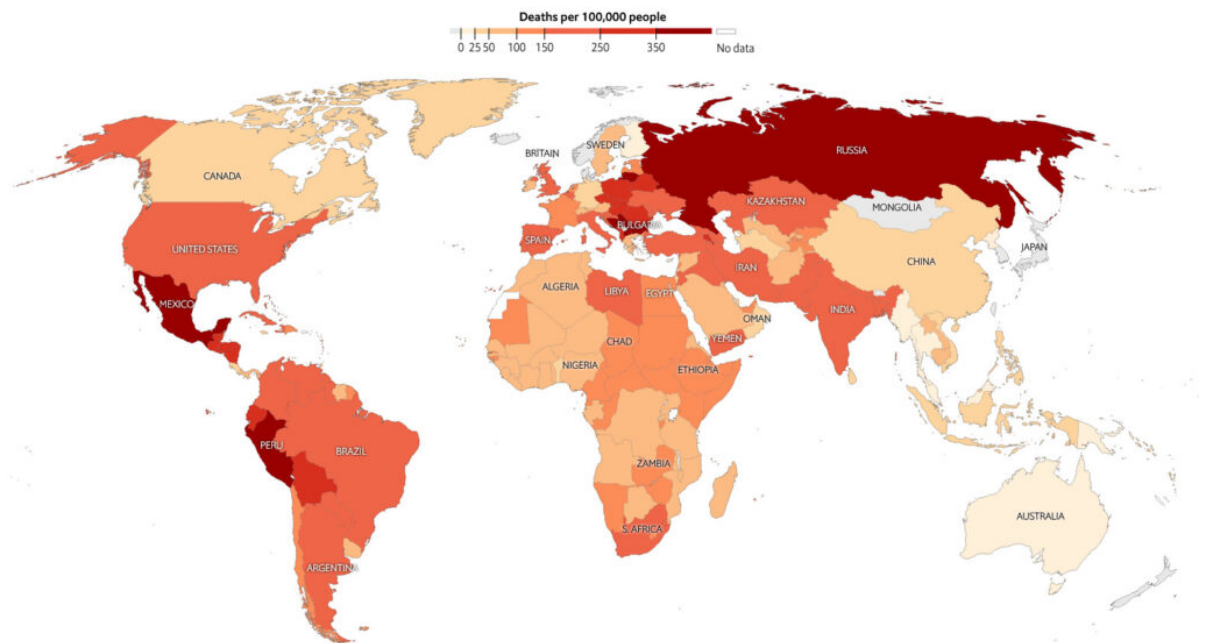 Deaths per 100,000 people
0 25 50 100 150 250 350 No data
SWEDEN
BRITAIN
RUSSIA
CANADA
KAZAKHSTAN
MONGOLIA
BULGARIA
UNITED STATES
SPAIN
JAPAN
IRAN
CHINA
ALGERIA
LIBYA
EGYPT
MEXICO
INDIA
OMAN
YEMEN
CHAD
NIGERIA
ETHIOPIA
PERU
BRAZIL
ZAMBIA
AUSTRALIA
S. AFRICA
ARGENTINA